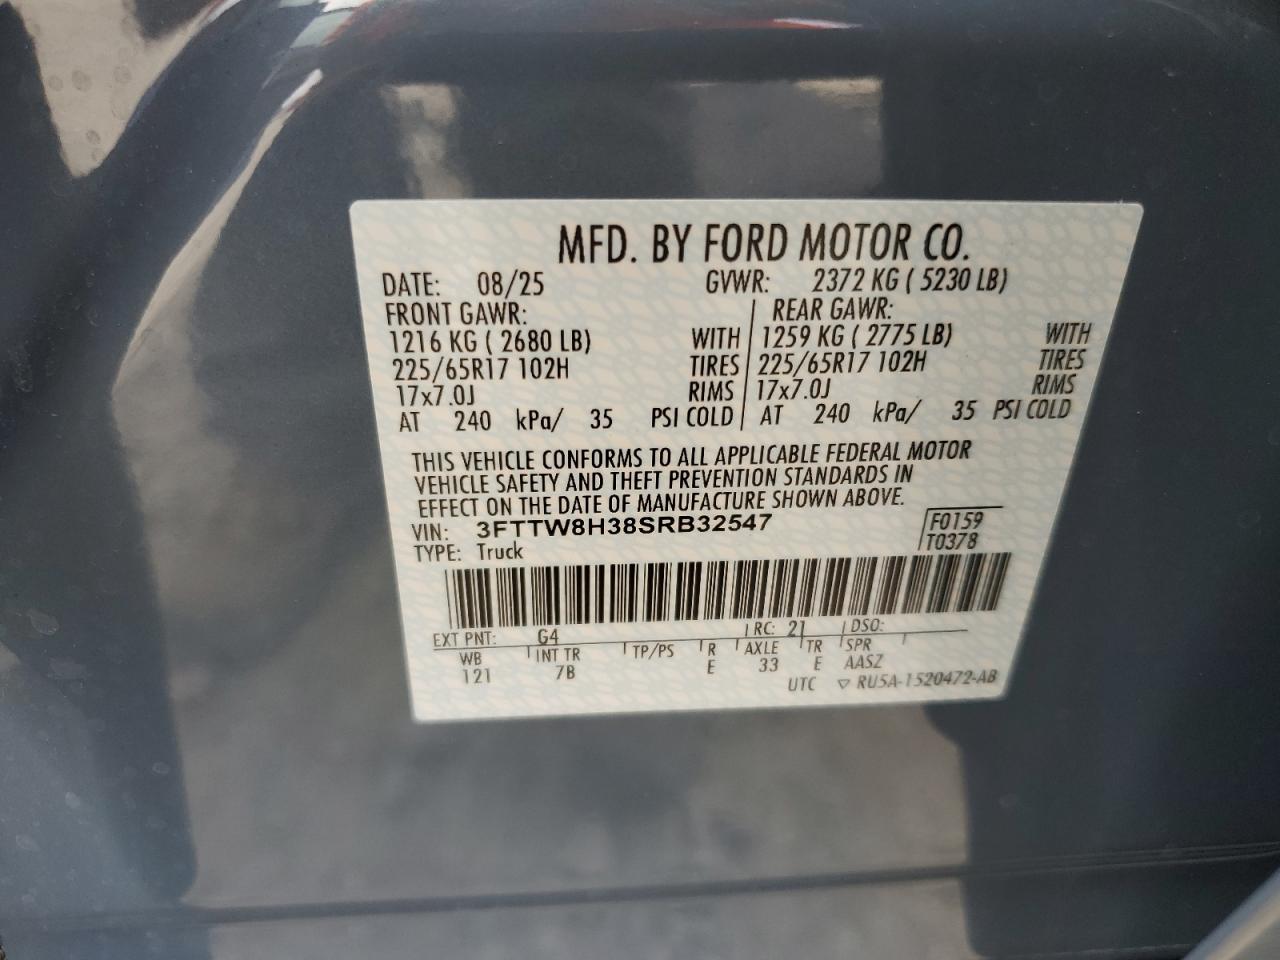 MFD. BY FORD MOTOR CO.
DATE: 08/25 GVWR: 2372 KG ( 5230 LB)
FRONT GAWR: REAR GAWR:
1216 KG ( 2680 LB) WITH 1259 KG ( 2775 LB) WITH
225/65R17 102H TIRES 225/65R17 102H TIRES
17x7.0J RIMS 17x7.0J RIMS
AT 240 kPa/ 35 PSI COLD AT 240 kPa/ 35 PSI COLD
THIS VEHICLE CONFORMS TO ALL APPLICABLE FEDERAL MOTOR
VEHICLE SAFETY AND THEFT PREVENTION STANDARDS IN
EFFECT ON THE DATE OF MANUFACTURE SHOWN ABOVE.
VIN: 3FTTW8H38SRB32547 F0159
TYPE: Truck T0378
EXT PNT: G4 RC: 21 DSO:
WB INT TR TP/PS R AXLE TR SPR
121 7B E 33 E AASZ
UTC ▽ RU5A-1520472-AB